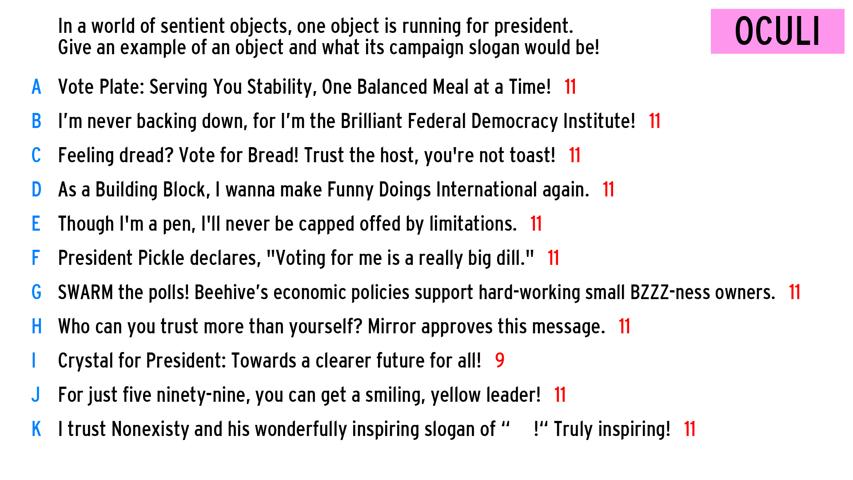 In a world of sentient objects, one object is running for president.
Give an example of an object and what its campaign slogan would be!
OCULI
A Vote Plate: Serving You Stability, One Balanced Meal at a Time! 11
B I'm never backing down, for I'm the Brilliant Federal Democracy Institute! 11
C Feeling dread? Vote for Bread! Trust the host, you're not toast! 11
D As a Building Block, I wanna make Funny Doings International again. 11
E Though I'm a pen, I'll never be capped offed by limitations. 11
F President Pickle declares, "Voting for me is a really big dill." 11
G SWARM the polls! Beehive's economic policies support hard-working small BZZZ-ness owners. 11
H Who can you trust more than yourself? Mirror approves this message. 11
I Crystal for President: Towards a clearer future for all! 9
J For just five ninety-nine, you can get a smiling, yellow leader! 11
K I trust Nonexisty and his wonderfully inspiring slogan of “ !“ Truly inspiring! 11